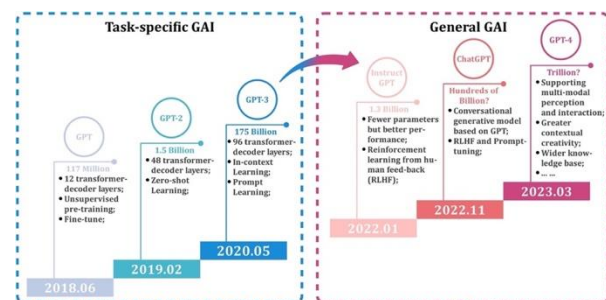 Task-specific GAI
GPT
117 Million
12 transformer-
decoder layers;
Unsupervised
pre-training;
Fine-tune;
2018.06
GPT-2
1.5 Billion
48 transformer-
decoder layers;
Zero-shot
Learning;
2019.02
GPT-3
175 Billion
96 transformer-
decoder layers;
In-context
Learning;
Prompt
Learning;
2020.05
General GAI
Instruct
GPT
1.3 Billion
Fewer parameters
but better per-
formance;
Reinforcement
learning from hu-
man feed-back
(RLHF)
2022.01
ChatGPT
Hundreds of
Billion?
Conversational
generative model
based on GPT;
RLHF and Prompt-
tuning;
2022.11
GPT-4
Trillion?
Supporting
multi-modal
perception and
interaction;
Greater
contextual
creativity;
Wider know-
ledge base;
... ...
2023.03